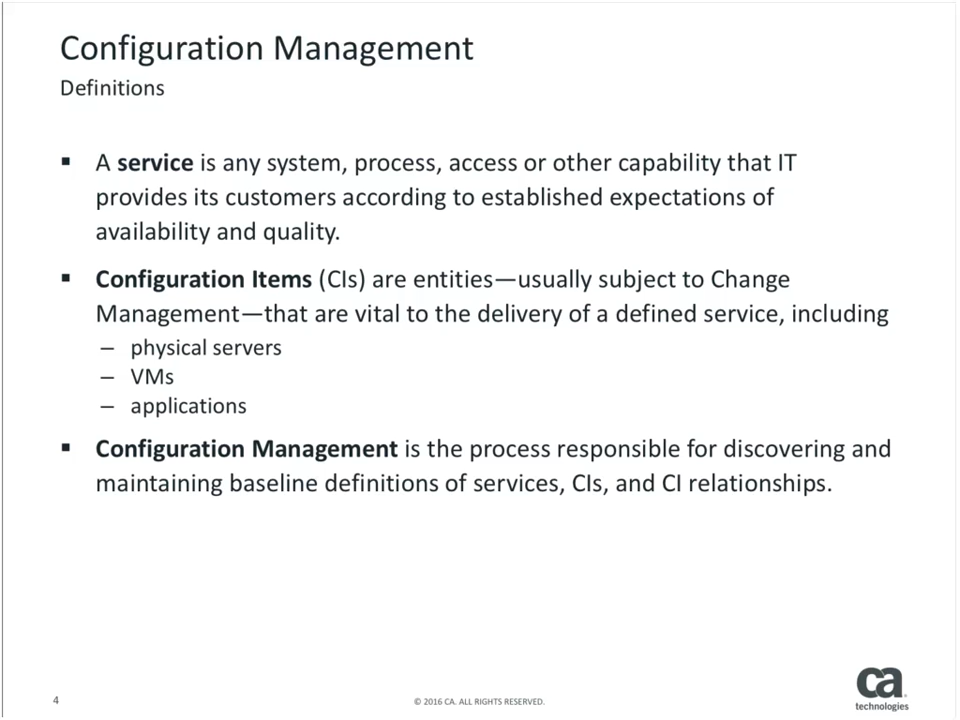 Configuration Management
Definitions
▪ A service is any system, process, access or other capability that IT
provides its customers according to established expectations of
availability and quality.
▪ Configuration Items (CIs) are entities—usually subject to Change
Management—that are vital to the delivery of a defined service, including
– physical servers
– VMs
– applications
▪ Configuration Management is the process responsible for discovering and
maintaining baseline definitions of services, CIs, and CI relationships.
4
© 2016 CA. ALL RIGHTS RESERVED.
ca
technologies